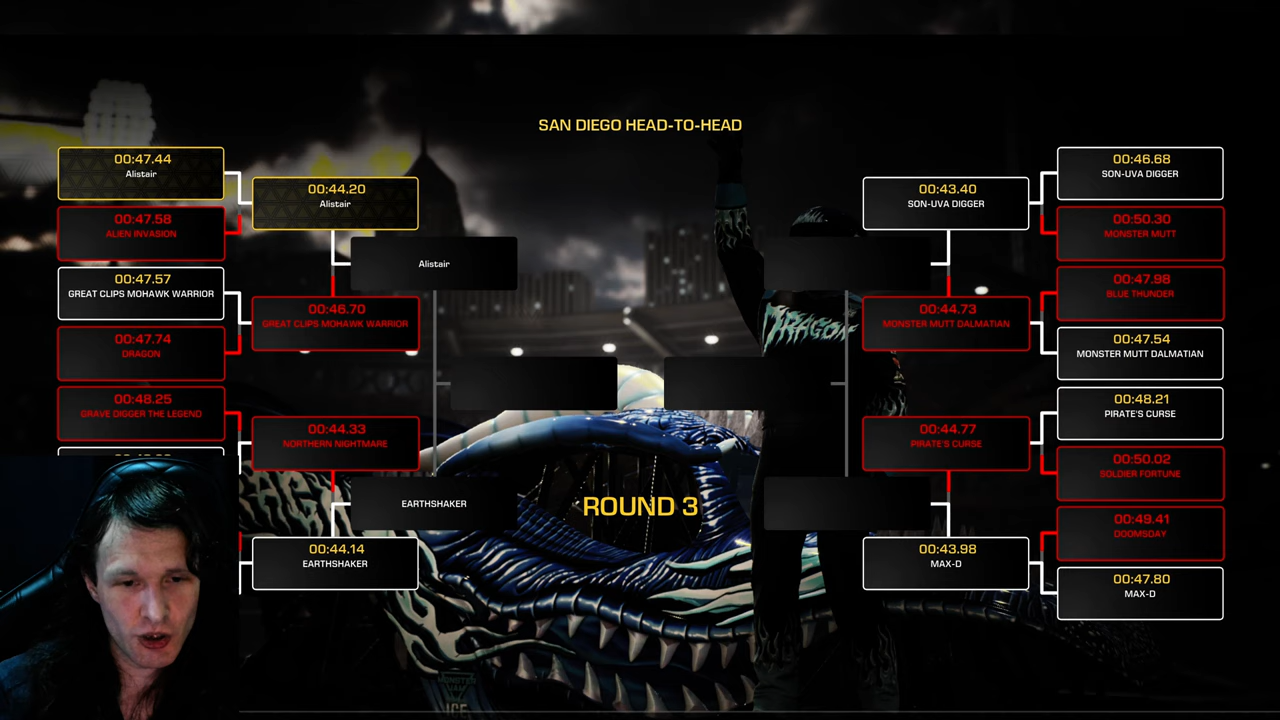 SAN DIEGO HEAD-TO-HEAD
00:47.44
Alistair
00:47.58
ALIEN INVASION
00:47.57
GREAT CLIPS MOHAWK WARRIOR
00:47.74
DRAGON
00:48.25
GRAVE DIGGER THE LEGEND
00:44.20
Alistair
00:46.70
GREAT CLIPS MOHAWK WARRIOR
00:44.33
NORTHERN NIGHTMARE
00:44.14
EARTHSHAKER
Alistair
EARTHSHAKER
ROUND 3
00:43.40
SON-UVA DIGGER
00:44.73
MONSTER MUTT DALMATIAN
00:44.77
PIRATE'S CURSE
00:43.98
MAX-D
00:46.68
SON-UVA DIGGER
00:50.30
MONSTER MUTT
00:47.98
BLUE THUNDER
00:47.54
MONSTER MUTT DALMATIAN
00:48.21
PIRATE'S CURSE
00:50.02
SOLDIER FORTUNE
00:49.41
DOOMSDAY
00:47.80
MAX-D
DRAGON
MONSTER JAM
ICE